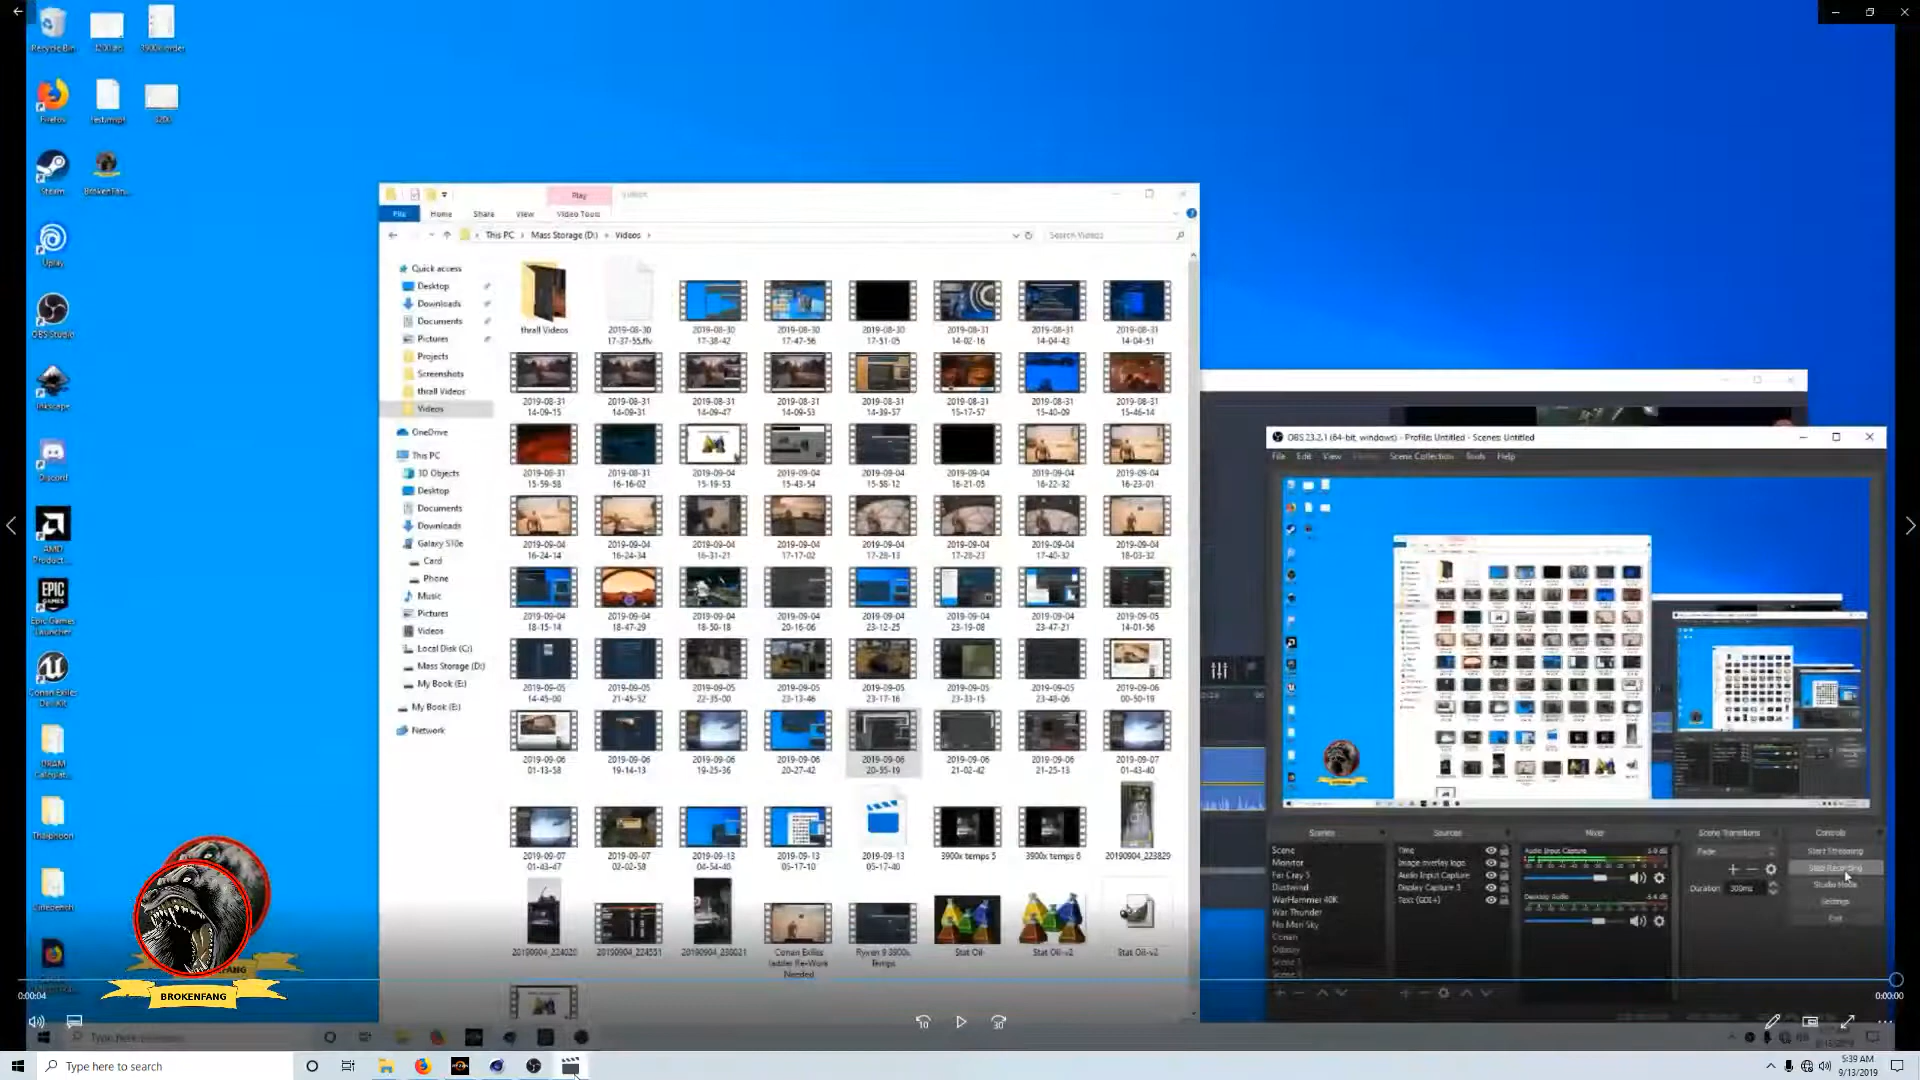 Recycle Bin
Firefox
Steam
BrokenFan...
Uplay
OBS Studio
Inkscape
Discord
AMD
Product...
EPIC
GAMES
Epic Games
Launcher
Conan Exiles
Dev Kit
DRAM
Calculat...
Thaiphoon
Cinebench
Play
Videos
File
Home
Share
View
Video Tools
This PC
Mass Storage (D:)
Videos
Search Videos
Quick access
Desktop
Downloads
Documents
Pictures
Projects
Screenshots
thrall Videos
Videos
OneDrive
This PC
3D Objects
Desktop
Documents
Downloads
Galaxy S10e
Card
Phone
Music
Pictures
Videos
Local Disk (C:)
Mass Storage (D:)
My Book (E:)
My Book (E:)
Network
thrall Videos
2019-08-30 17-37-55.flv
2019-08-30 17-38-42
2019-08-30 17-47-56
2019-08-30 17-51-05
2019-08-31 14-02-16
2019-08-31 14-04-43
2019-08-31 14-04-51
2019-08-31 14-09-15
2019-08-31 14-09-31
2019-08-31 14-09-47
2019-08-31 14-09-53
2019-08-31 14-39-57
2019-08-31 15-17-57
2019-08-31 15-40-09
2019-08-31 15-46-14
2019-08-31 15-59-58
2019-08-31 16-16-02
2019-09-04 15-19-53
2019-09-04 15-43-54
2019-09-04 15-58-12
2019-09-04 16-21-05
2019-09-04 16-22-32
2019-09-04 16-23-01
2019-09-04 16-24-14
2019-09-04 16-24-34
2019-09-04 16-31-21
2019-09-04 17-17-02
2019-09-04 17-28-13
2019-09-04 17-28-23
2019-09-04 17-40-32
2019-09-04 18-03-32
2019-09-04 18-15-14
2019-09-04 18-47-29
2019-09-04 18-50-18
2019-09-04 20-16-06
2019-09-04 23-12-25
2019-09-04 23-19-08
2019-09-04 23-47-21
2019-09-05 14-01-56
2019-09-05 14-45-00
2019-09-05 21-45-52
2019-09-05 22-35-00
2019-09-05 23-13-46
2019-09-05 23-17-16
2019-09-05 23-33-15
2019-09-05 23-48-06
2019-09-06 00-50-19
2019-09-06 01-13-58
2019-09-06 19-14-13
2019-09-06 19-25-36
2019-09-06 20-27-42
2019-09-06 20-55-19
2019-09-06 21-02-42
2019-09-06 21-25-13
2019-09-07 01-43-40
2019-09-07 01-43-47
2019-09-07 07-02-58
2019-09-13 04-54-46
2019-09-13 05-17-10
2019-09-13 05-17-40
3900x temps 5
3900x temps 6
20190904_223829
20190904_224020
20190904_224551
20190904_230021
Conan Exilies ladder Re-Work Needed
Ryzen 9 3900x Temps
Stat Oil-
Stat Oil-v2
Stat Oil-v2
OBS 23.2.1 (64-bit, windows) - Profile: Untitled - Scenes: Untitled
File
Edit
View
Scene Collection
Tools
Help
Scenes
Sources
Mixer
Scene Transitions
Controls
Scene
Monitor
Far Cray 5
Dustwind
WarHammer 40K
War Thunder
No Man Sky
Conan
Odassy
Time
Image overlay logo
Audio Input Capture
Display Capture 3
Text (GDI+)
Audio Input Capture
Desktop Audio
Fade
Duration
300ms
Start Streaming
Stop Recording
Studio Mode
Settings
Exit
BROKENFANG
0:00:04
0:00:00
10
30
Type here to search
Type here to search
5:39 AM
9/13/2019